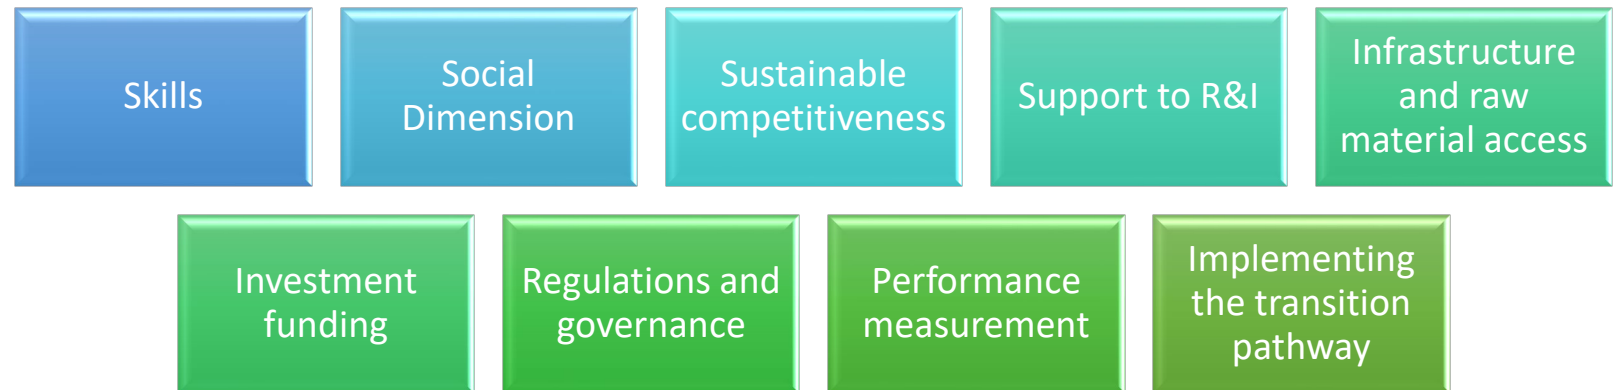 Skills
Social
Dimension
Sustainable
competitiveness
Support to R&I
Infrastructure
and raw
material access
Investment
funding
Regulations and
governance
Performance
measurement
Implementing
the transition
pathway